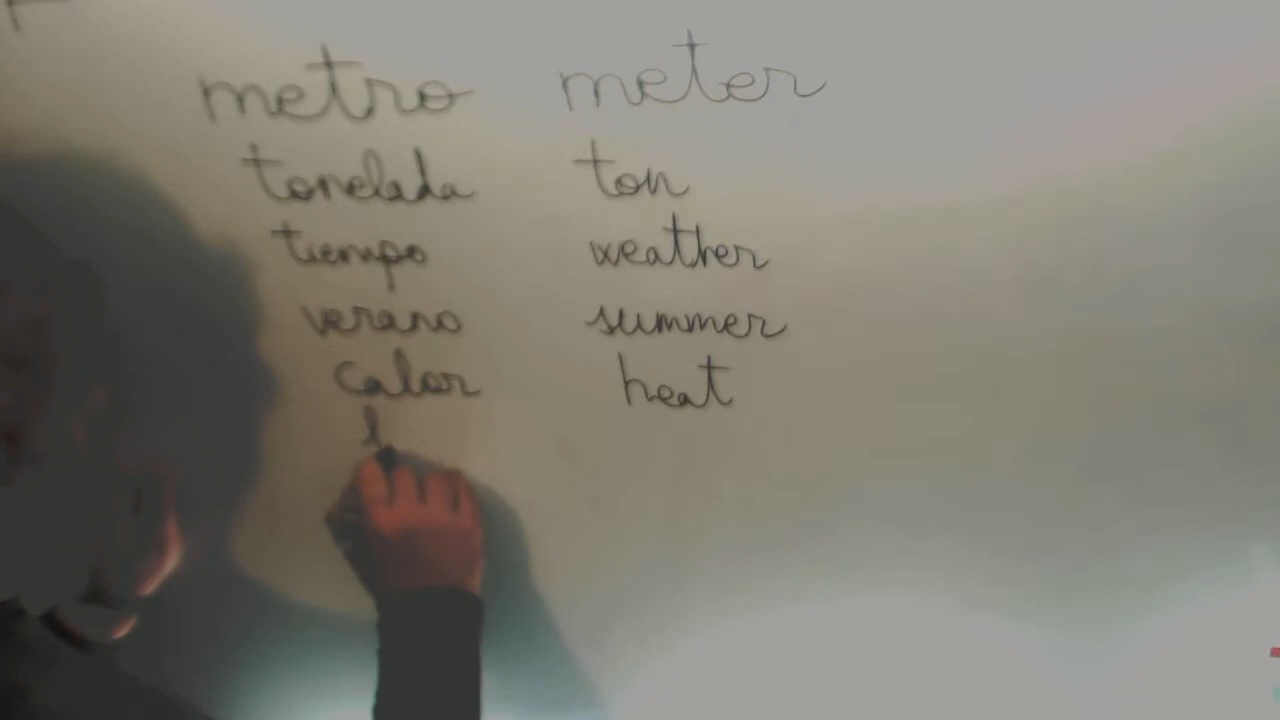 metro meter
tonelada ton
tiempo weather
verano summer
calor heat